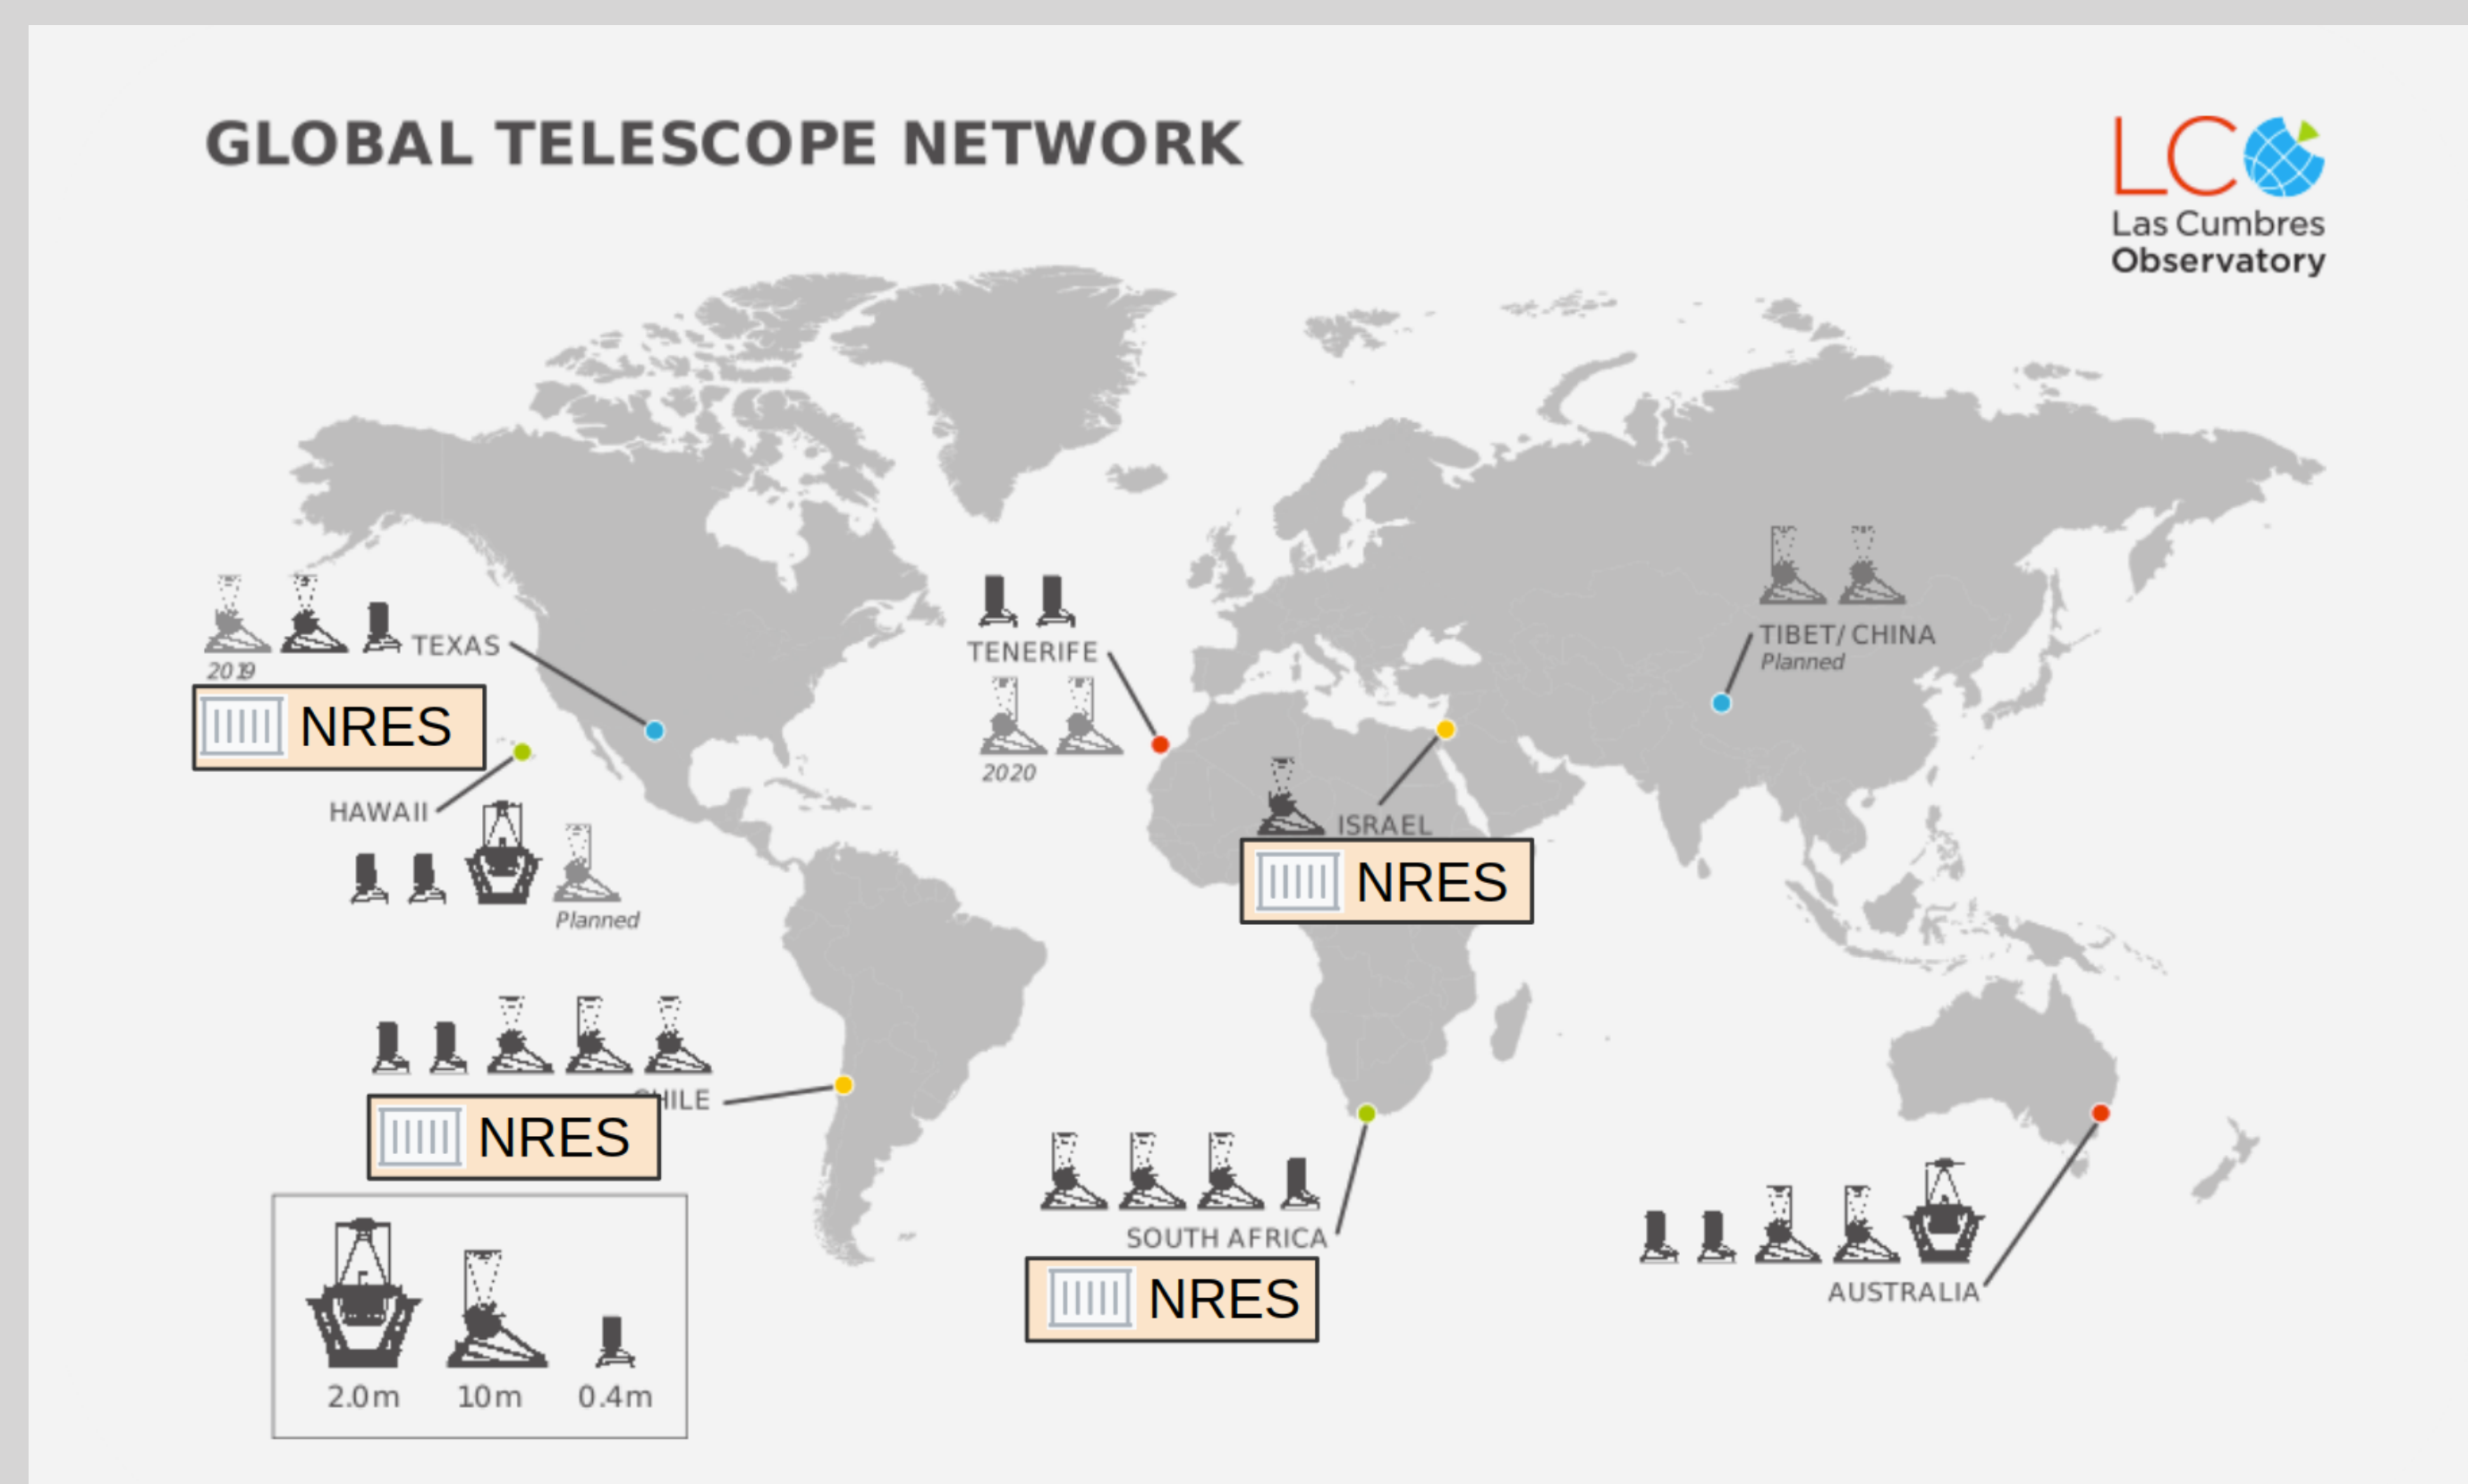 GLOBAL TELESCOPE NETWORK
LCO
Las Cumbres
Observatory
TEXAS
2019
NRES
HAWAII
Planned
TENERIFE
2020
TIBET/ CHINA
Planned
ISRAEL
NRES
CHILE
NRES
SOUTH AFRICA
NRES
AUSTRALIA
2.0m 10m 0.4m